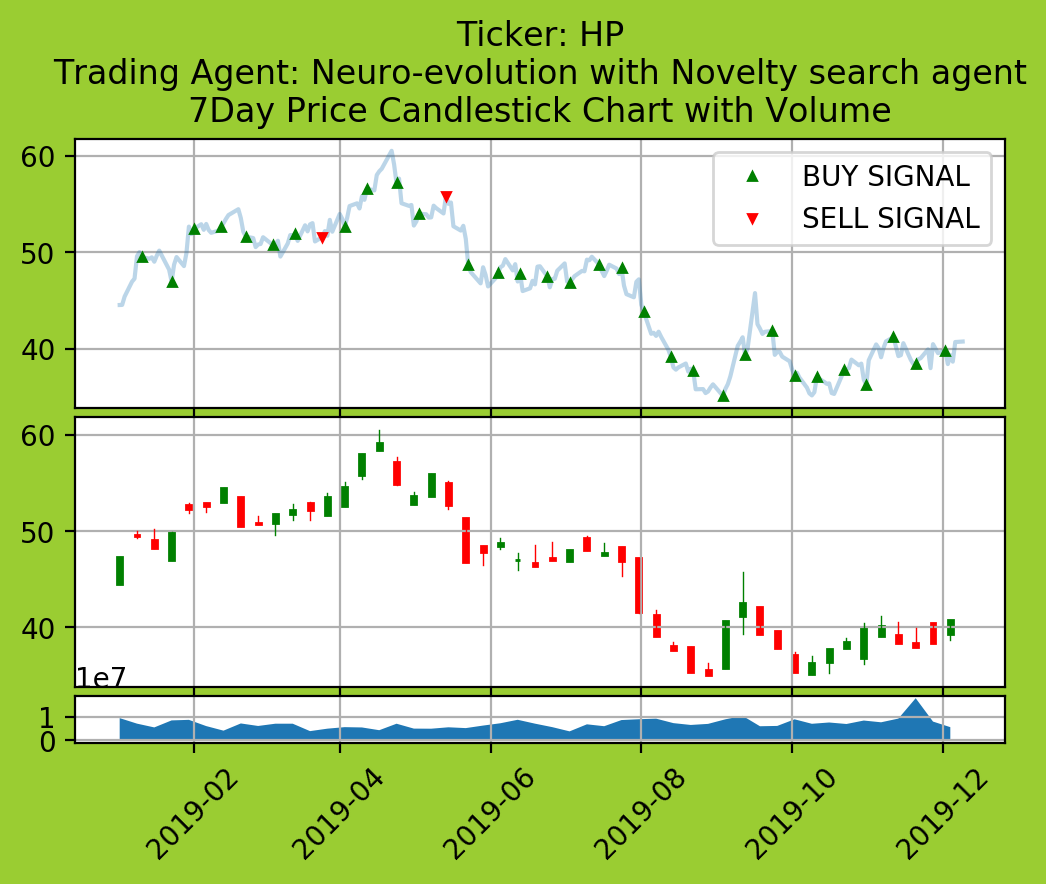 Ticker: HP
Trading Agent: Neuro-evolution with Novelty search agent
7Day Price Candlestick Chart with Volume
60
50
40
BUY SIGNAL
SELL SIGNAL
60
50
40
1e7
1
0
2019-02
2019-04
2019-06
2019-08
2019-10
2019-12